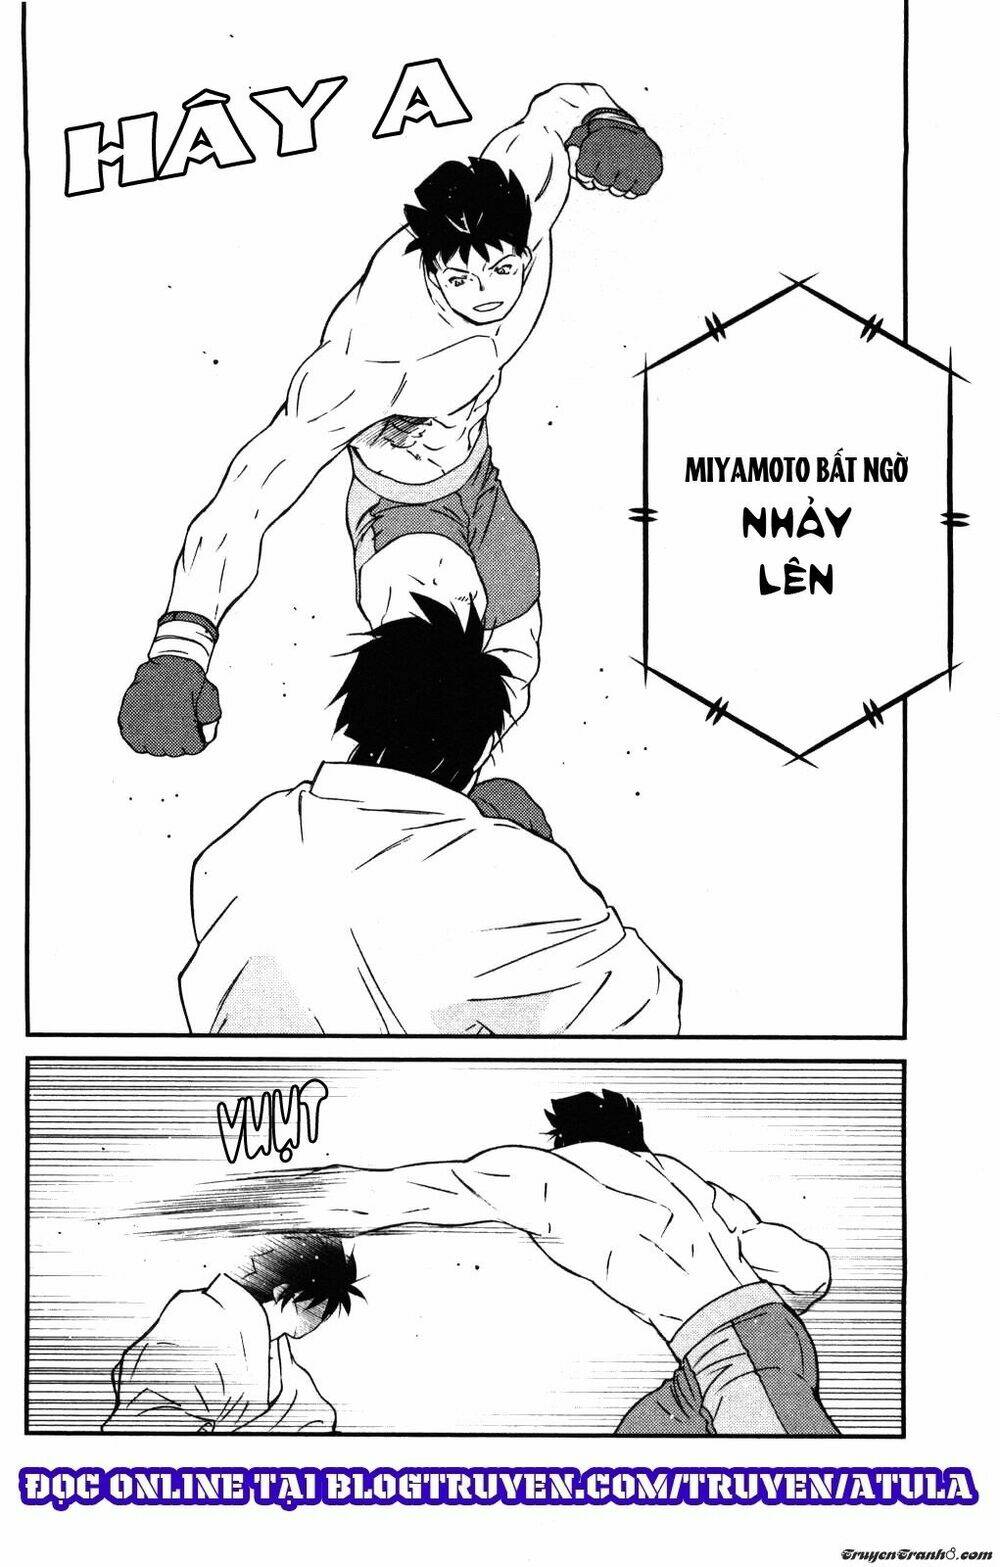 HÂY A
MIYAMOTO BẤT NGỜ
NHẢY
LÊN
VỤT
ĐỌC ONLINE TẠI BLOGTRUYEN.COM/TRUYEN/ATULA
TruyenTranh8.com